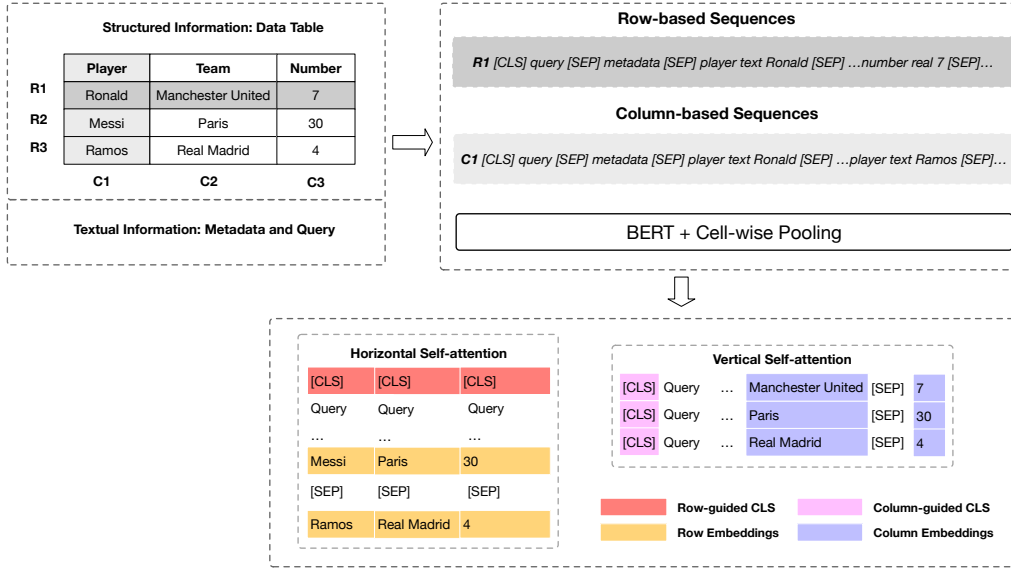 Structured Information: Data Table
Player Team Number
R1 Ronald Manchester United 7
R2 Messi Paris 30
R3 Ramos Real Madrid 4
C1 C2 C3
Textual Information: Metadata and Query
Row-based Sequences
R1 [CLS] query [SEP] metadata [SEP] player text Ronald [SEP] …number real 7 [SEP]…
Column-based Sequences
C1 [CLS] query [SEP] metadata [SEP] player text Ronald [SEP] …player text Ramos [SEP]…
BERT + Cell-wise Pooling
Horizontal Self-attention
[CLS] [CLS] [CLS]
Query Query Query
… … …
Messi Paris 30
[SEP] [SEP] [SEP]
Ramos Real Madrid 4
Vertical Self-attention
[CLS] Query … Manchester United [SEP] 7
[CLS] Query … Paris [SEP] 30
[CLS] Query … Real Madrid [SEP] 4
Row-guided CLS Column-guided CLS
Row Embeddings Column Embeddings